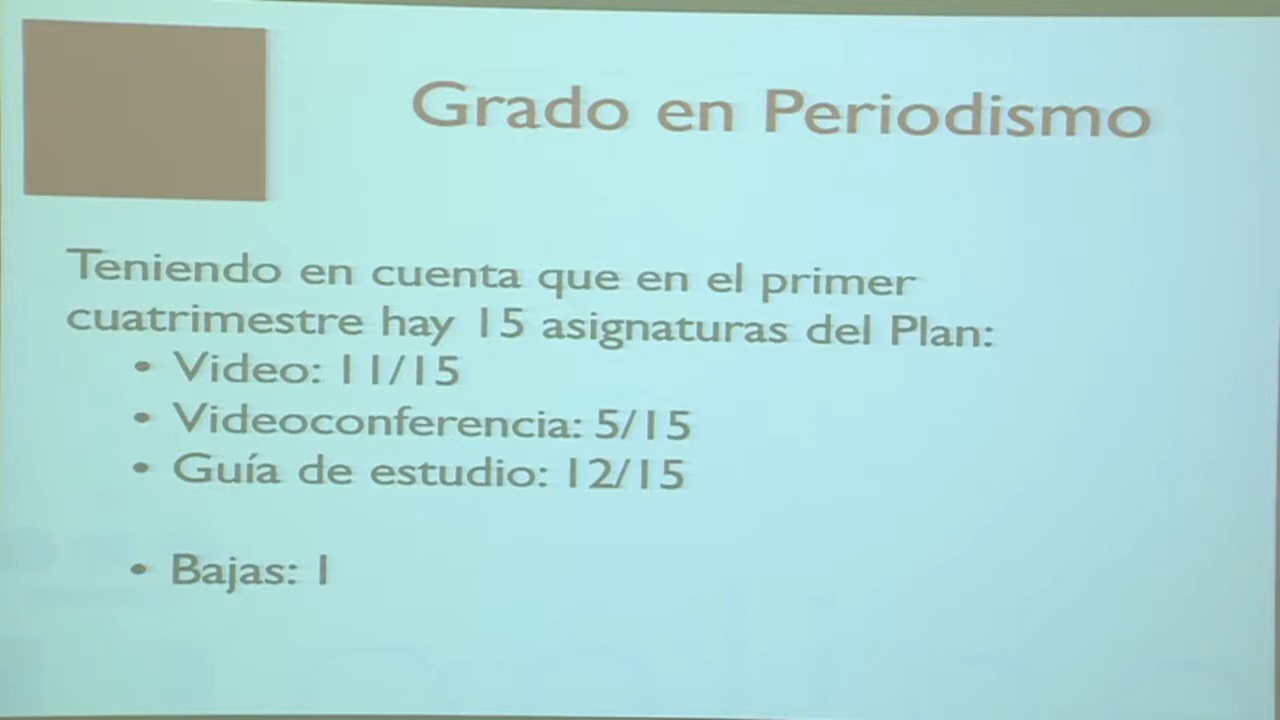 Grado en Periodismo
Teniendo en cuenta que en el primer
cuatrimestre hay 15 asignaturas del Plan:
• Video: 11/15
• Videoconferencia: 5/15
• Guía de estudio: 12/15
• Bajas: 1